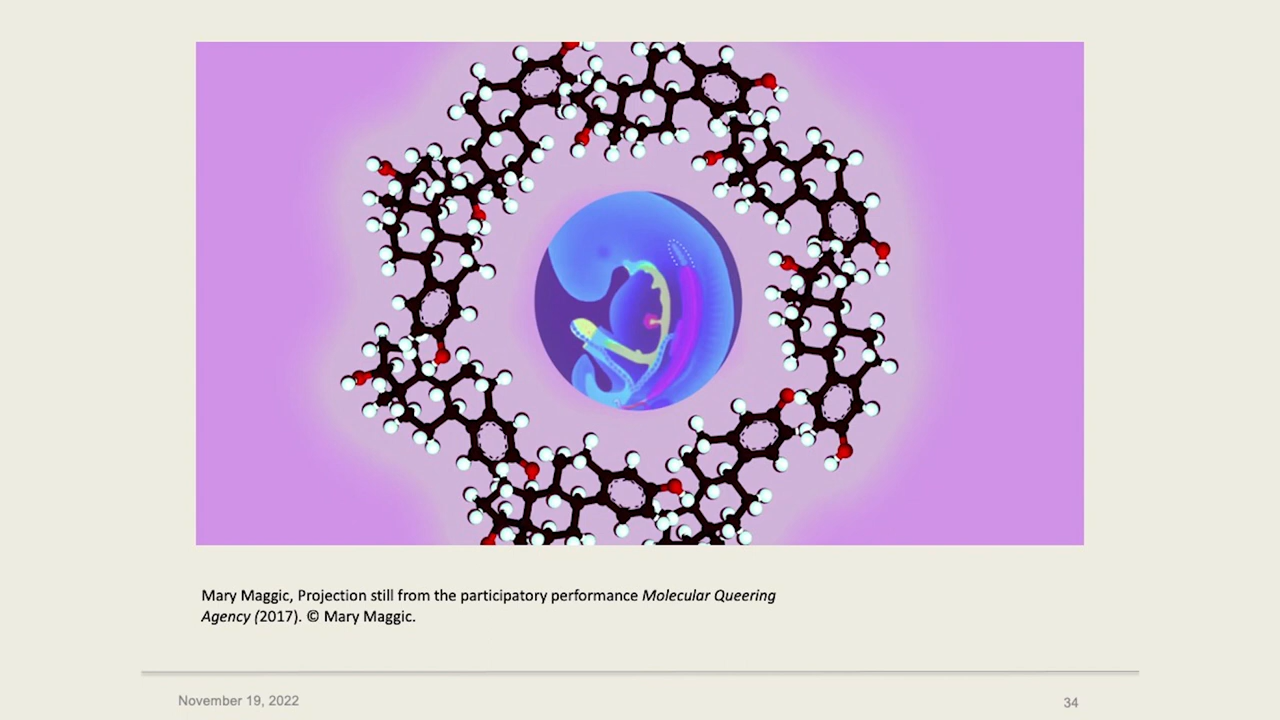 Mary Maggic, Projection still from the participatory performance Molecular Queering
Agency (2017). © Mary Maggic.
November 19, 2022
34